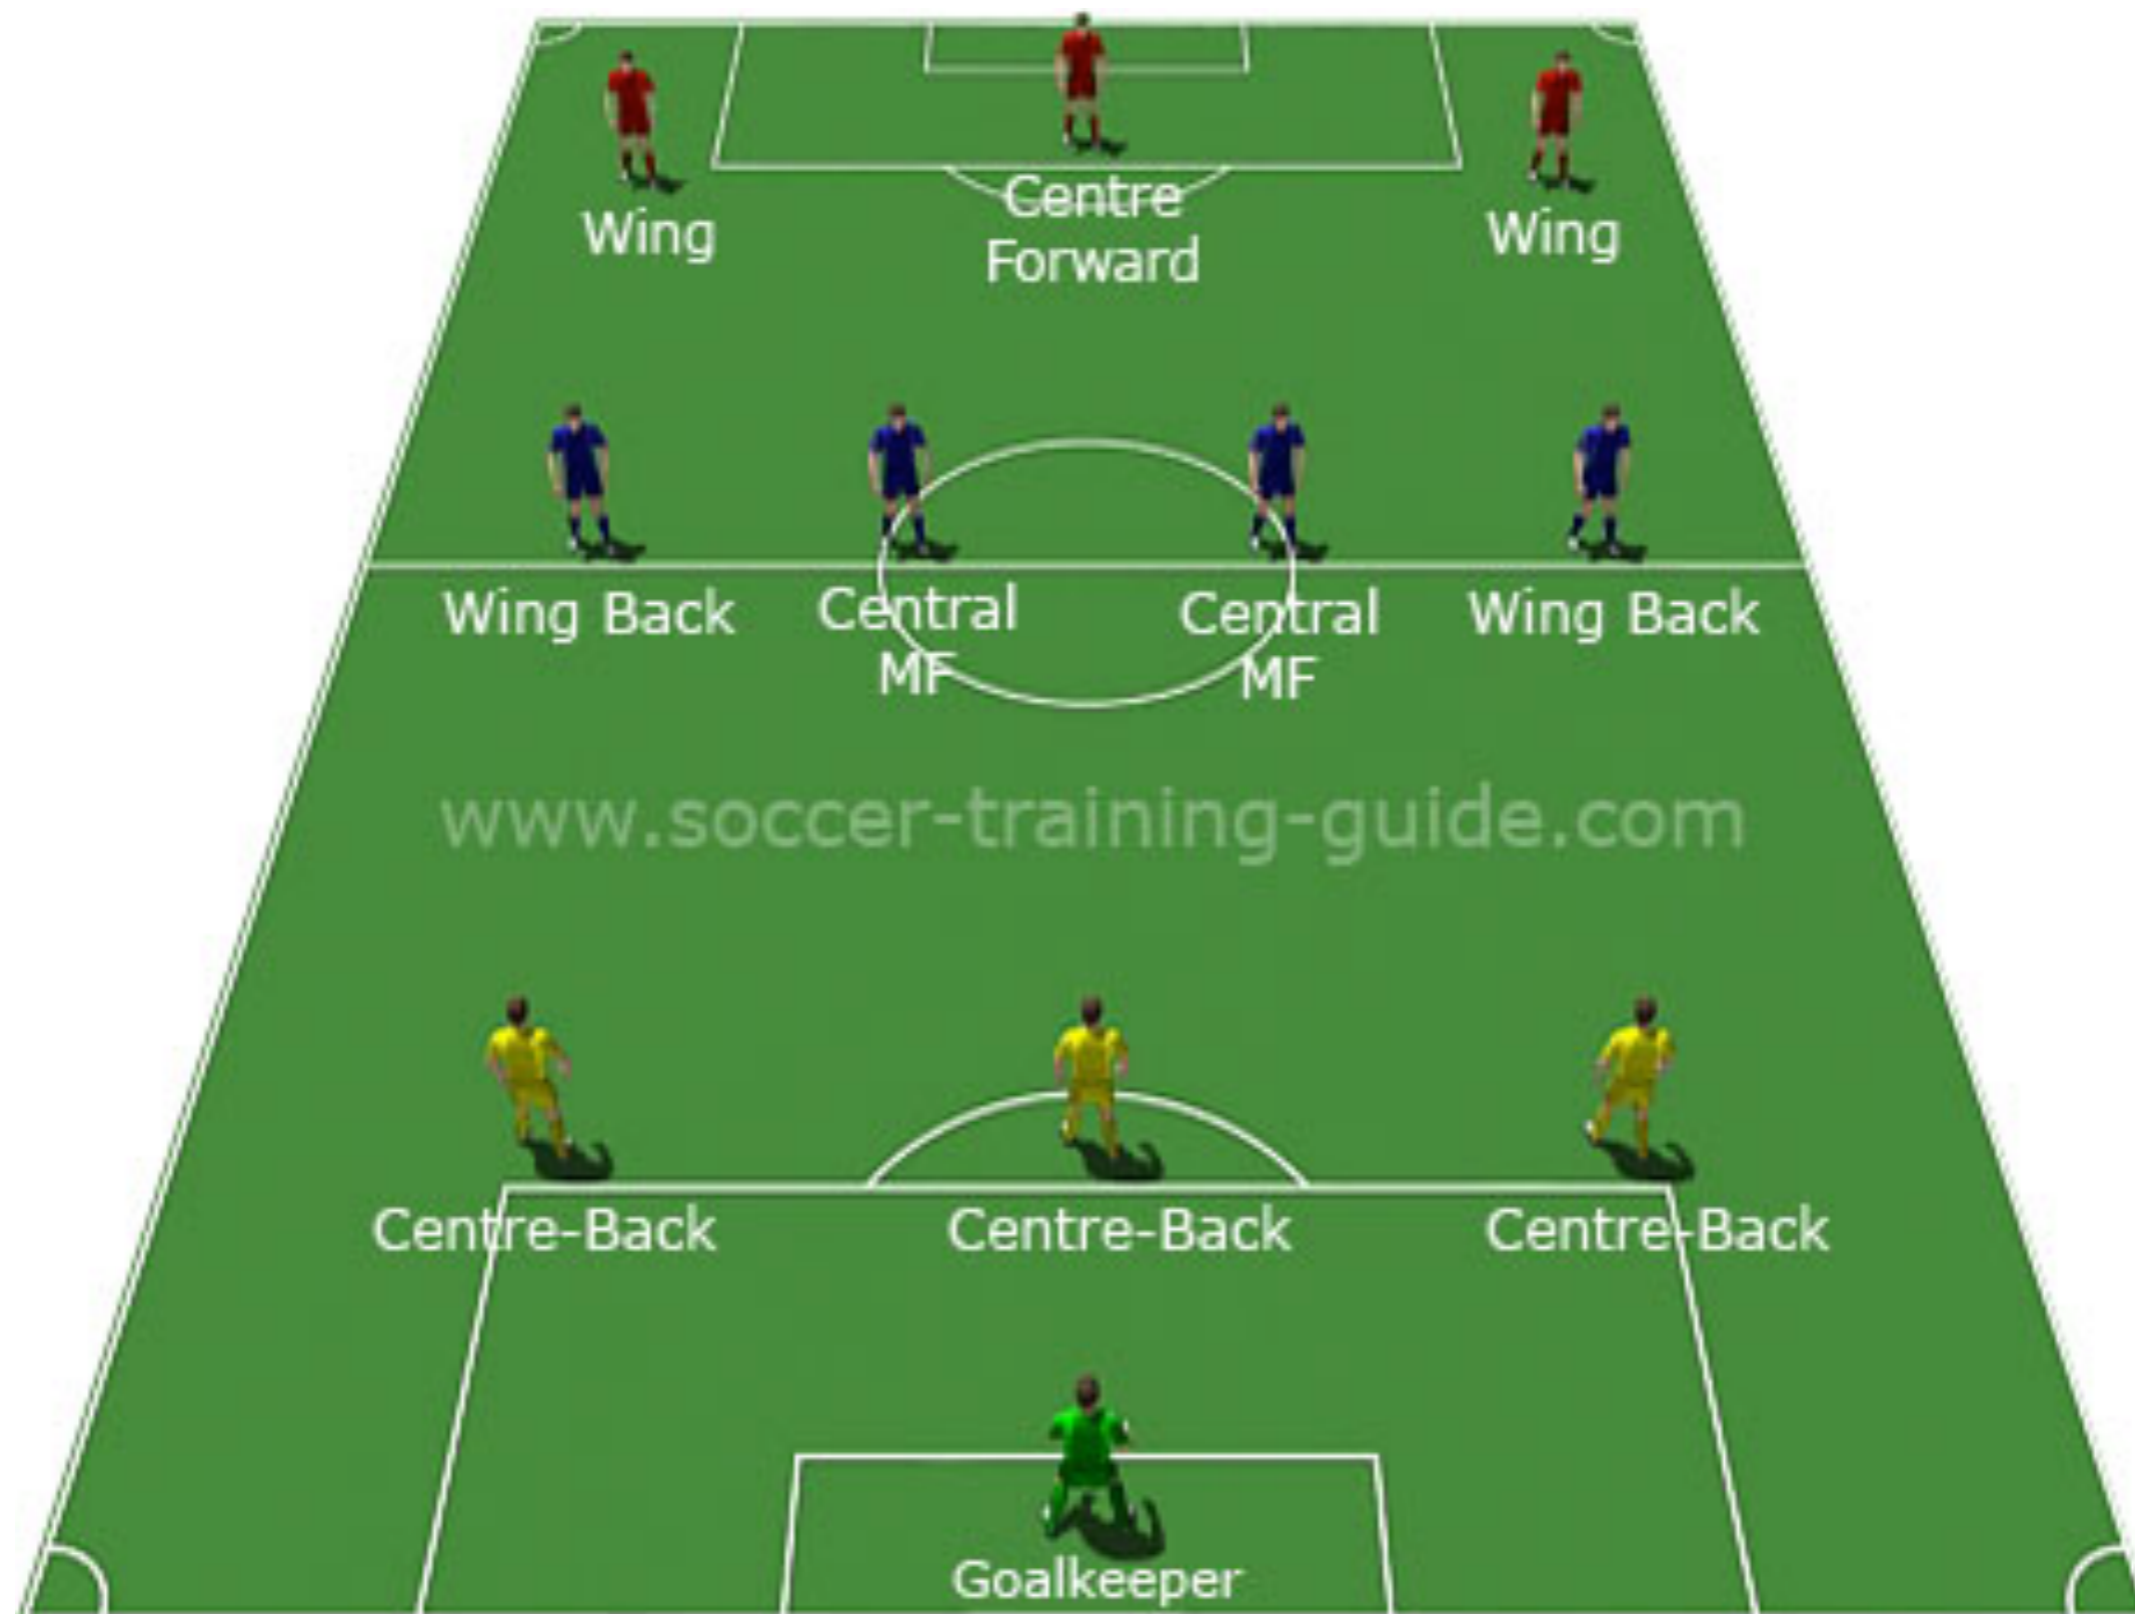 Wing
Centre
Forward
Wing
Wing Back
Central
MF
Central
MF
Wing Back
www.soccer-training-guide.com
Centre-Back
Centre-Back
Centre-Back
Goalkeeper